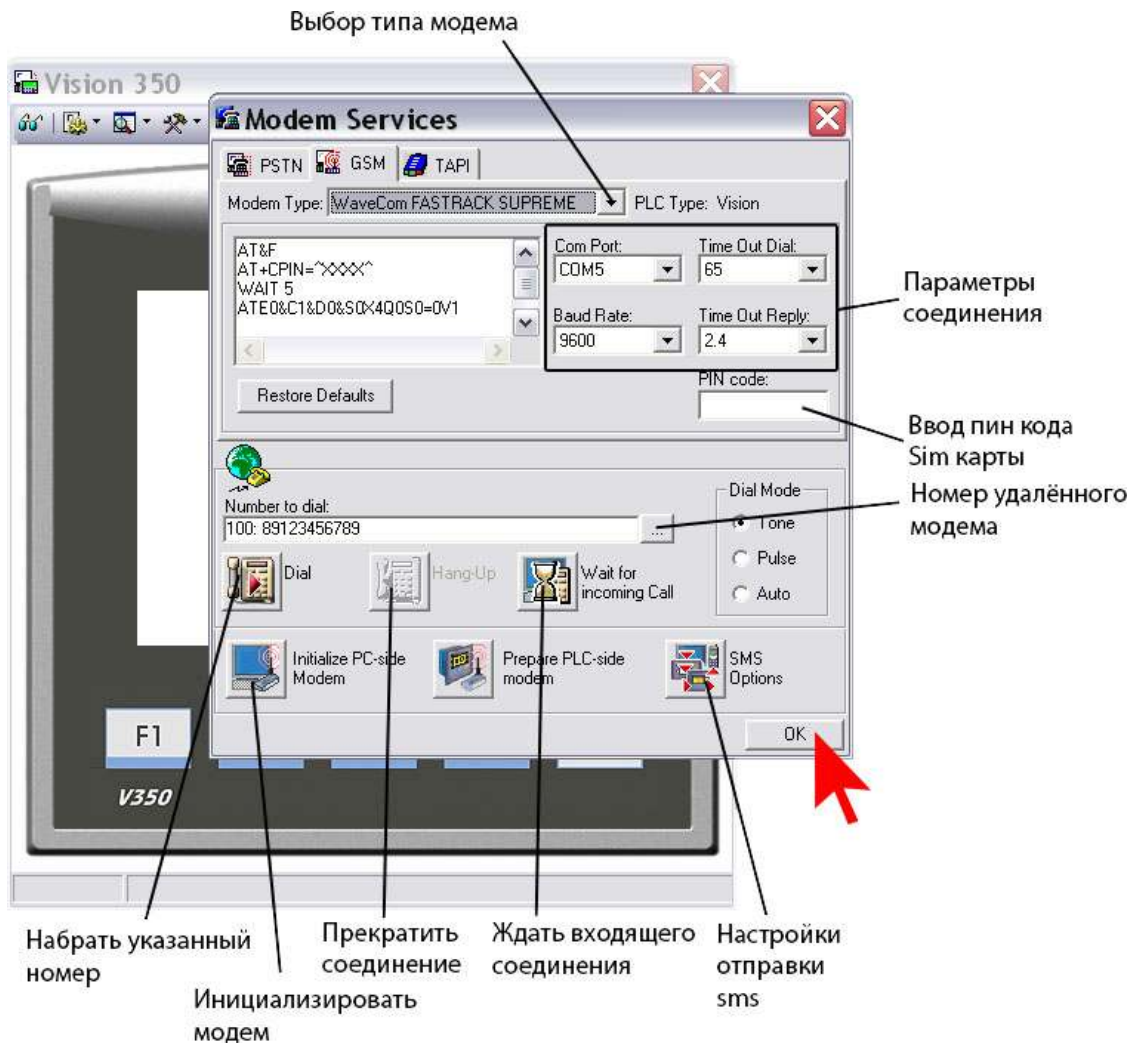 Выбор типа модема
Vision 350
Modem Services
PSTN GSM TAPI
Modem Type: WaveCom FASTRACK SUPREME PLC Type: Vision
AT&F
AT+CPIN=^XXXX^
WAIT 5
ATE0&C1&D0&S0X4Q0S0=0V1
Com Port: Time Out Dial:
COM5 65
Baud Rate: Time Out Reply:
9600 2.4
Параметры
соединения
Restore Defaults
PIN code:
Ввод пин кода
Sim карты
Number to dial:
100: 89123456789
...
Dial Mode
Tone
Pulse
Auto
Номер удалённого
модема
Dial
Hang-Up
Wait for
incoming Call
Initialize PC-side
Modem
Prepare PLC-side
modem
SMS
Options
OK
F1
V350
Набрать указанный
номер
Инициализировать
модем
Прекратить
соединение
Ждать входящего
соединения
Настройки
отправки
sms